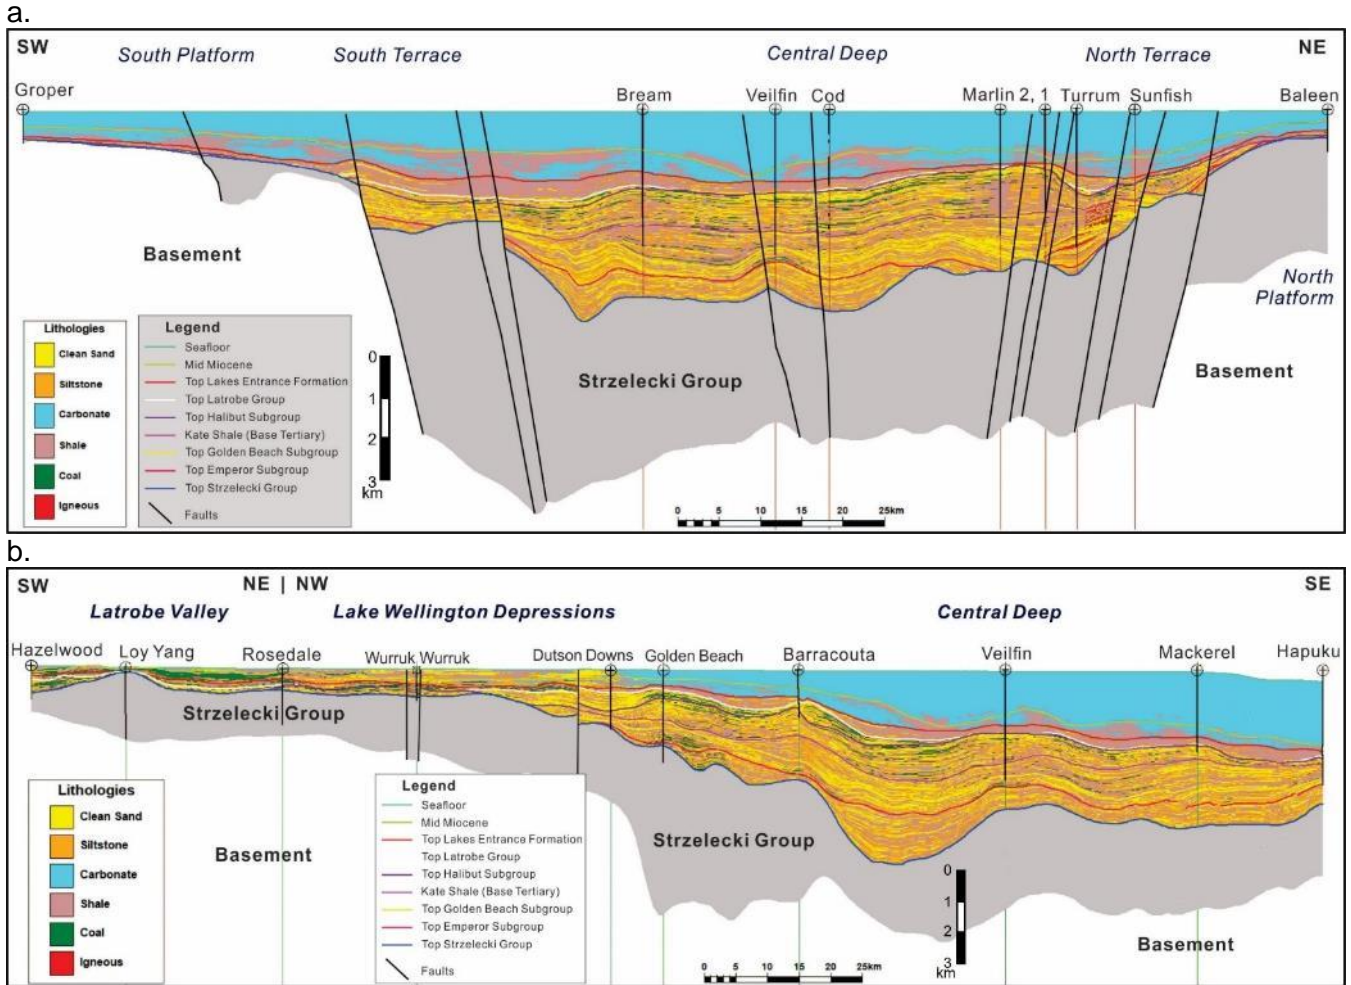 a.
SW
NE
South Platform
South Terrace
Central Deep
North Terrace
Groper
Bream
Veilfin
Cod
Marlin 2, 1
Turrum
Sunfish
Baleen
Basement
North
Platform
Lithologies
Clean Sand
Siltstone
Carbonate
Shale
Coal
Igneous
Legend
Seafloor
Mid Miocene
Top Lakes Entrance Formation
Top Latrobe Group
Top Halibut Subgroup
Kate Shale (Base Tertiary)
Top Golden Beach Subgroup
Top Emperor Subgroup
Top Strzelecki Group
Faults
0
1
2
3
km
Strzelecki Group
Basement
0 5 10 15 20 25km
b.
SW
NE | NW
SE
Latrobe Valley
Lake Wellington Depressions
Central Deep
Hazelwood
Loy Yang
Rosedale
Wurruk Wurruk
Dutson Downs
Golden Beach
Barracouta
Veilfin
Mackerel
Hapuku
Strzelecki Group
Lithologies
Clean Sand
Siltstone
Carbonate
Shale
Coal
Igneous
Basement
Legend
Seafloor
Mid Miocene
Top Lakes Entrance Formation
Top Latrobe Group
Top Halibut Subgroup
Kate Shale (Base Tertiary)
Top Golden Beach Subgroup
Top Emperor Subgroup
Top Strzelecki Group
Faults
Strzelecki Group
0
1
2
3
km
Basement
0 5 10 15 20 25km